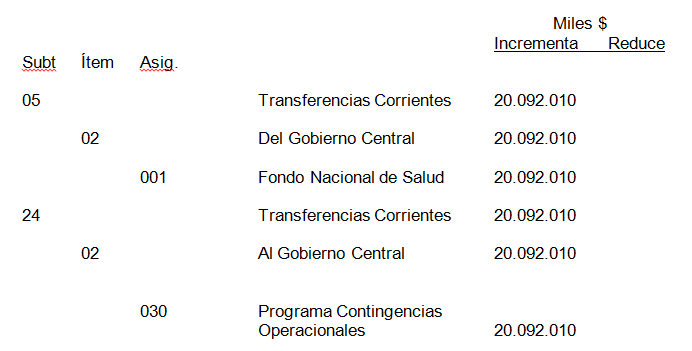 Miles $
Incrementa Reduce
Subt Ítem Asig.
05 Transferencias Corrientes 20.092.010
02 Del Gobierno Central 20.092.010
001 Fondo Nacional de Salud 20.092.010
24 Transferencias Corrientes 20.092.010
02 Al Gobierno Central 20.092.010
030 Programa Contingencias
Operacionales 20.092.010